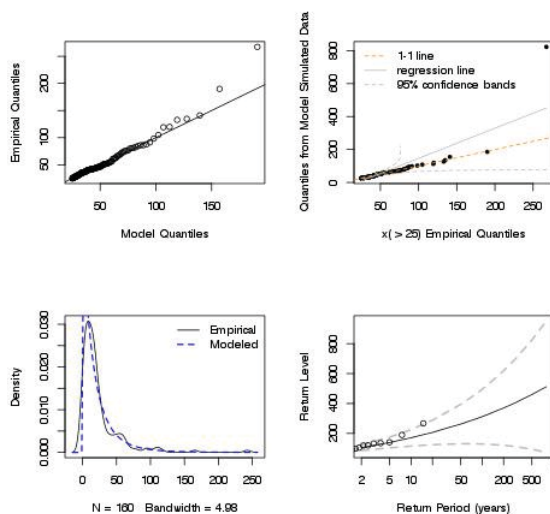 Empirical Quantiles
50
100
200
50
100
150
Model Quantiles
Quantiles from Model Simulated Data
0
200
400
600
800
1-1 line
regression line
95% confidence bands
50
100
150
200
250
x( > 25) Empirical Quantiles
Density
0.000
0.010
0.020
0.030
Empirical
Modeled
0
50
100
150
200
250
N = 160 Bandwidth = 4.98
Return Level
200
400
600
800
2
5
10
50
100
200
500
Return Period (years)